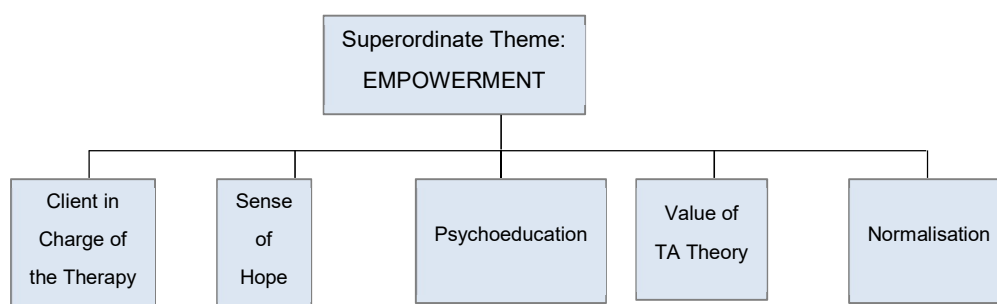 Superordinate Theme:
EMPOWERMENT
Client in
Charge of
the Therapy
Sense
of
Hope
Psychoeducation
Value of
TA Theory
Normalisation